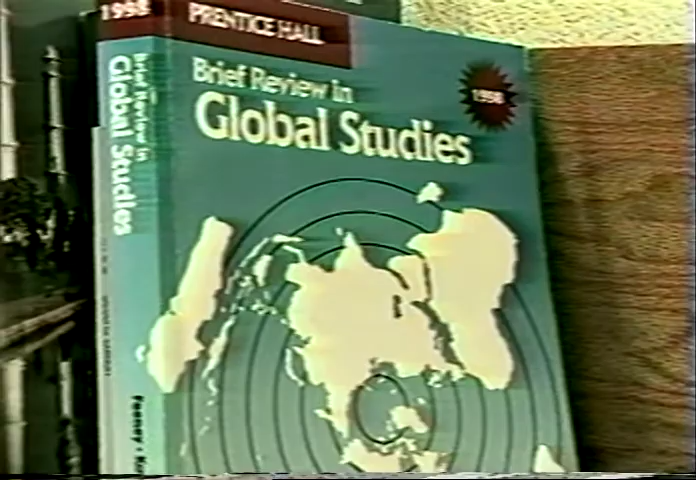 1998
PRENTICE HALL
Brief Review in
Global Studies
1998
Brief Review in
Global Studies